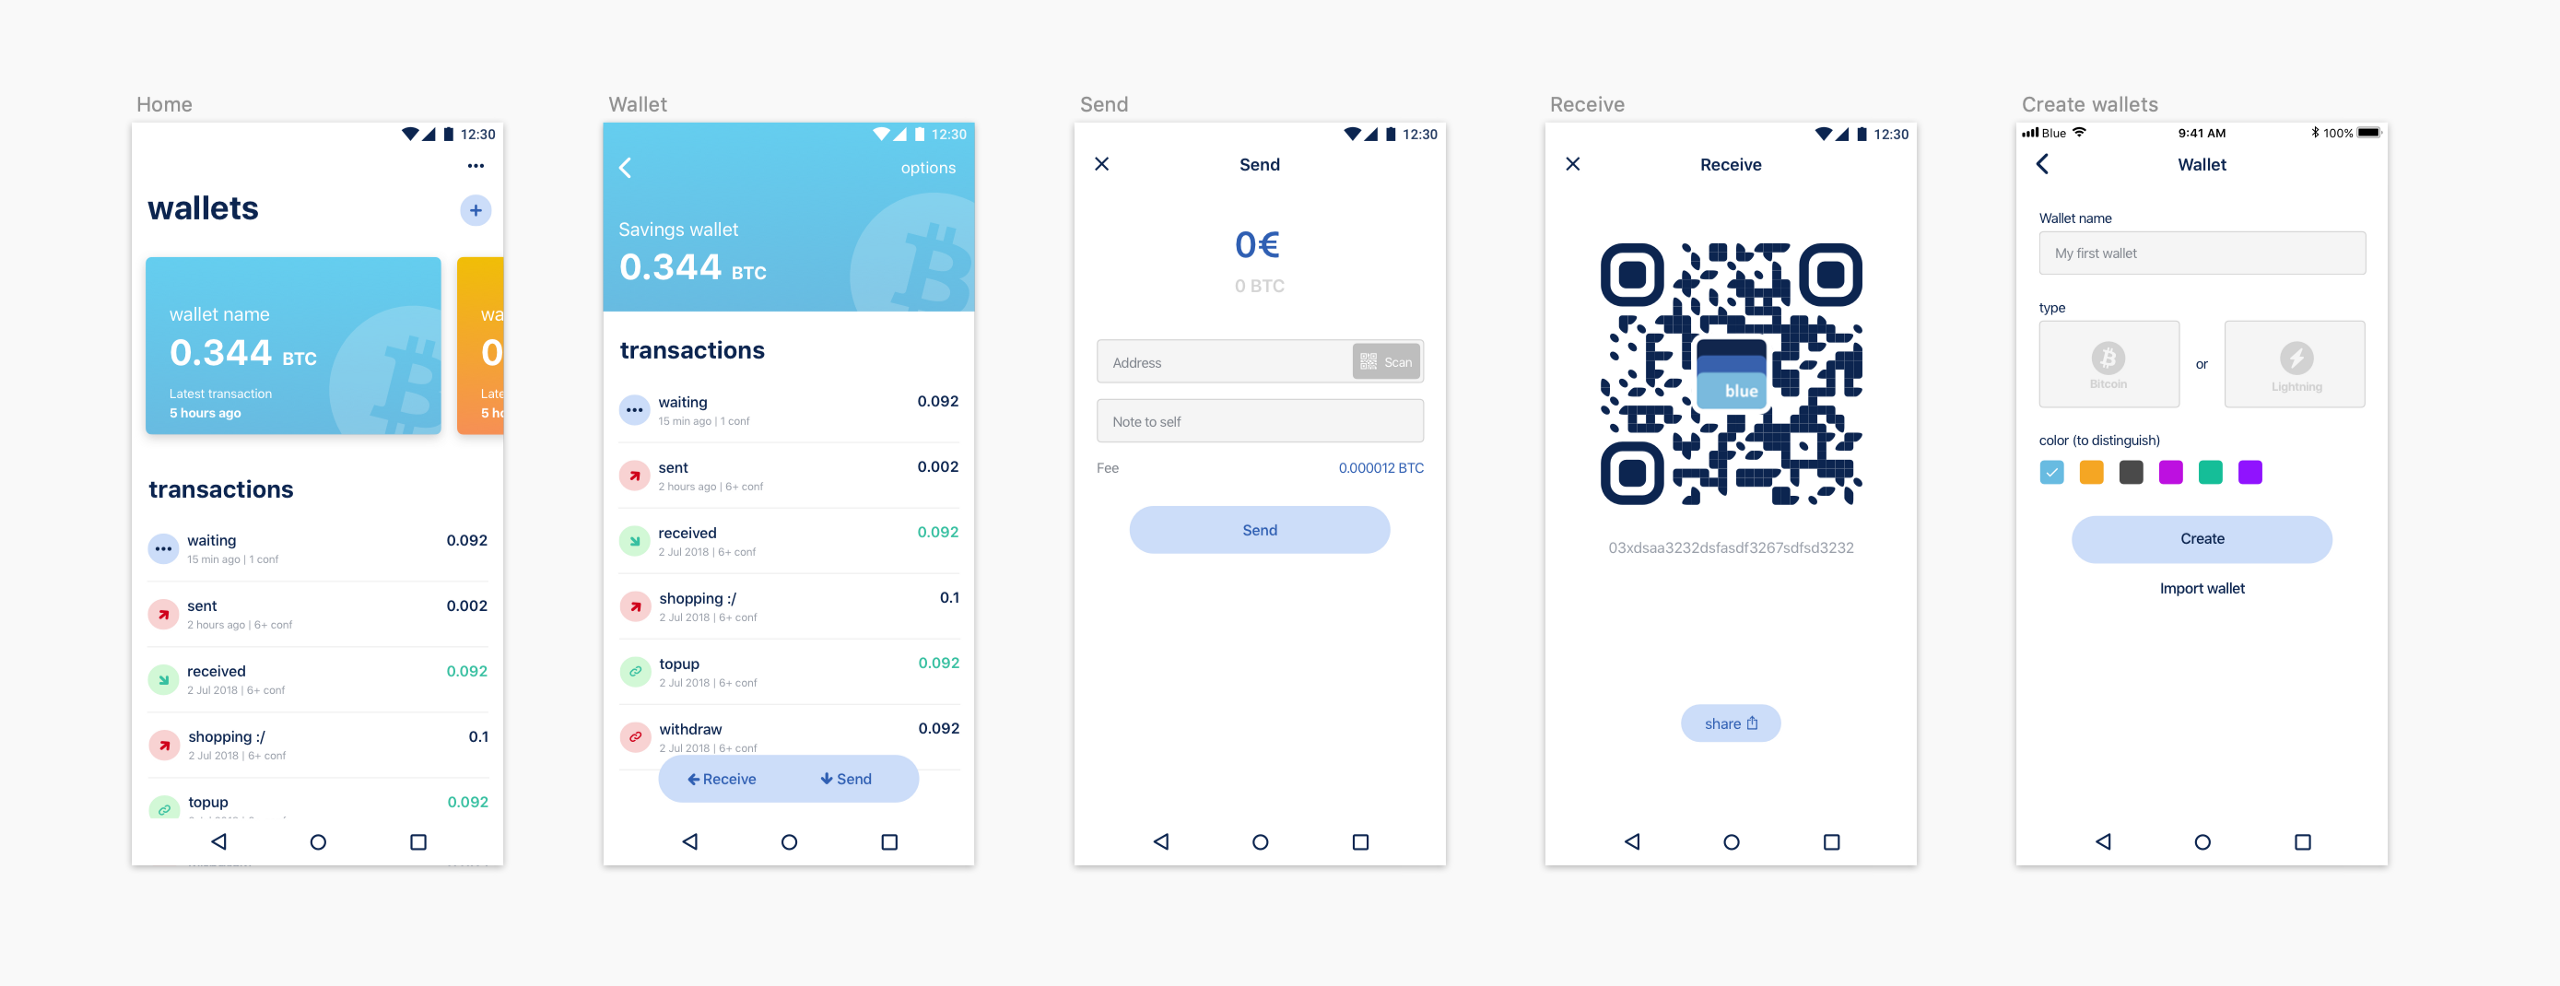 Home
12:30
•••
wallets
+
wallet name
0.344 BTC
Latest transaction
5 hours ago
wa
0
Late
5 h
transactions
waiting
0.092
15 min ago | 1 conf
sent
0.002
2 hours ago | 6+ conf
received
0.092
2 Jul 2018 | 6+ conf
shopping :/
0.1
2 Jul 2018 | 6+ conf
topup
0.092
Wallet
12:30
options
Savings wallet
0.344 BTC
transactions
waiting
0.092
15 min ago | 1 conf
sent
0.002
2 hours ago | 6+ conf
received
0.092
2 Jul 2018 | 6+ conf
shopping :/
0.1
2 Jul 2018 | 6+ conf
topup
0.092
2 Jul 2018 | 6+ conf
withdraw
0.092
2 Jul 2018 | 6+ conf
Receive
Send
Send
12:30
Send
0€
0 BTC
Address
Scan
Note to self
Fee
0.000012 BTC
Send
Receive
12:30
Receive
blue
03xdsaa3232dsfasdf3267sdfsd3232
share
Create wallets
Blue
9:41 AM
100%
Wallet
Wallet name
My first wallet
type
Bitcoin
or
Lightning
color (to distinguish)
Create
Import wallet